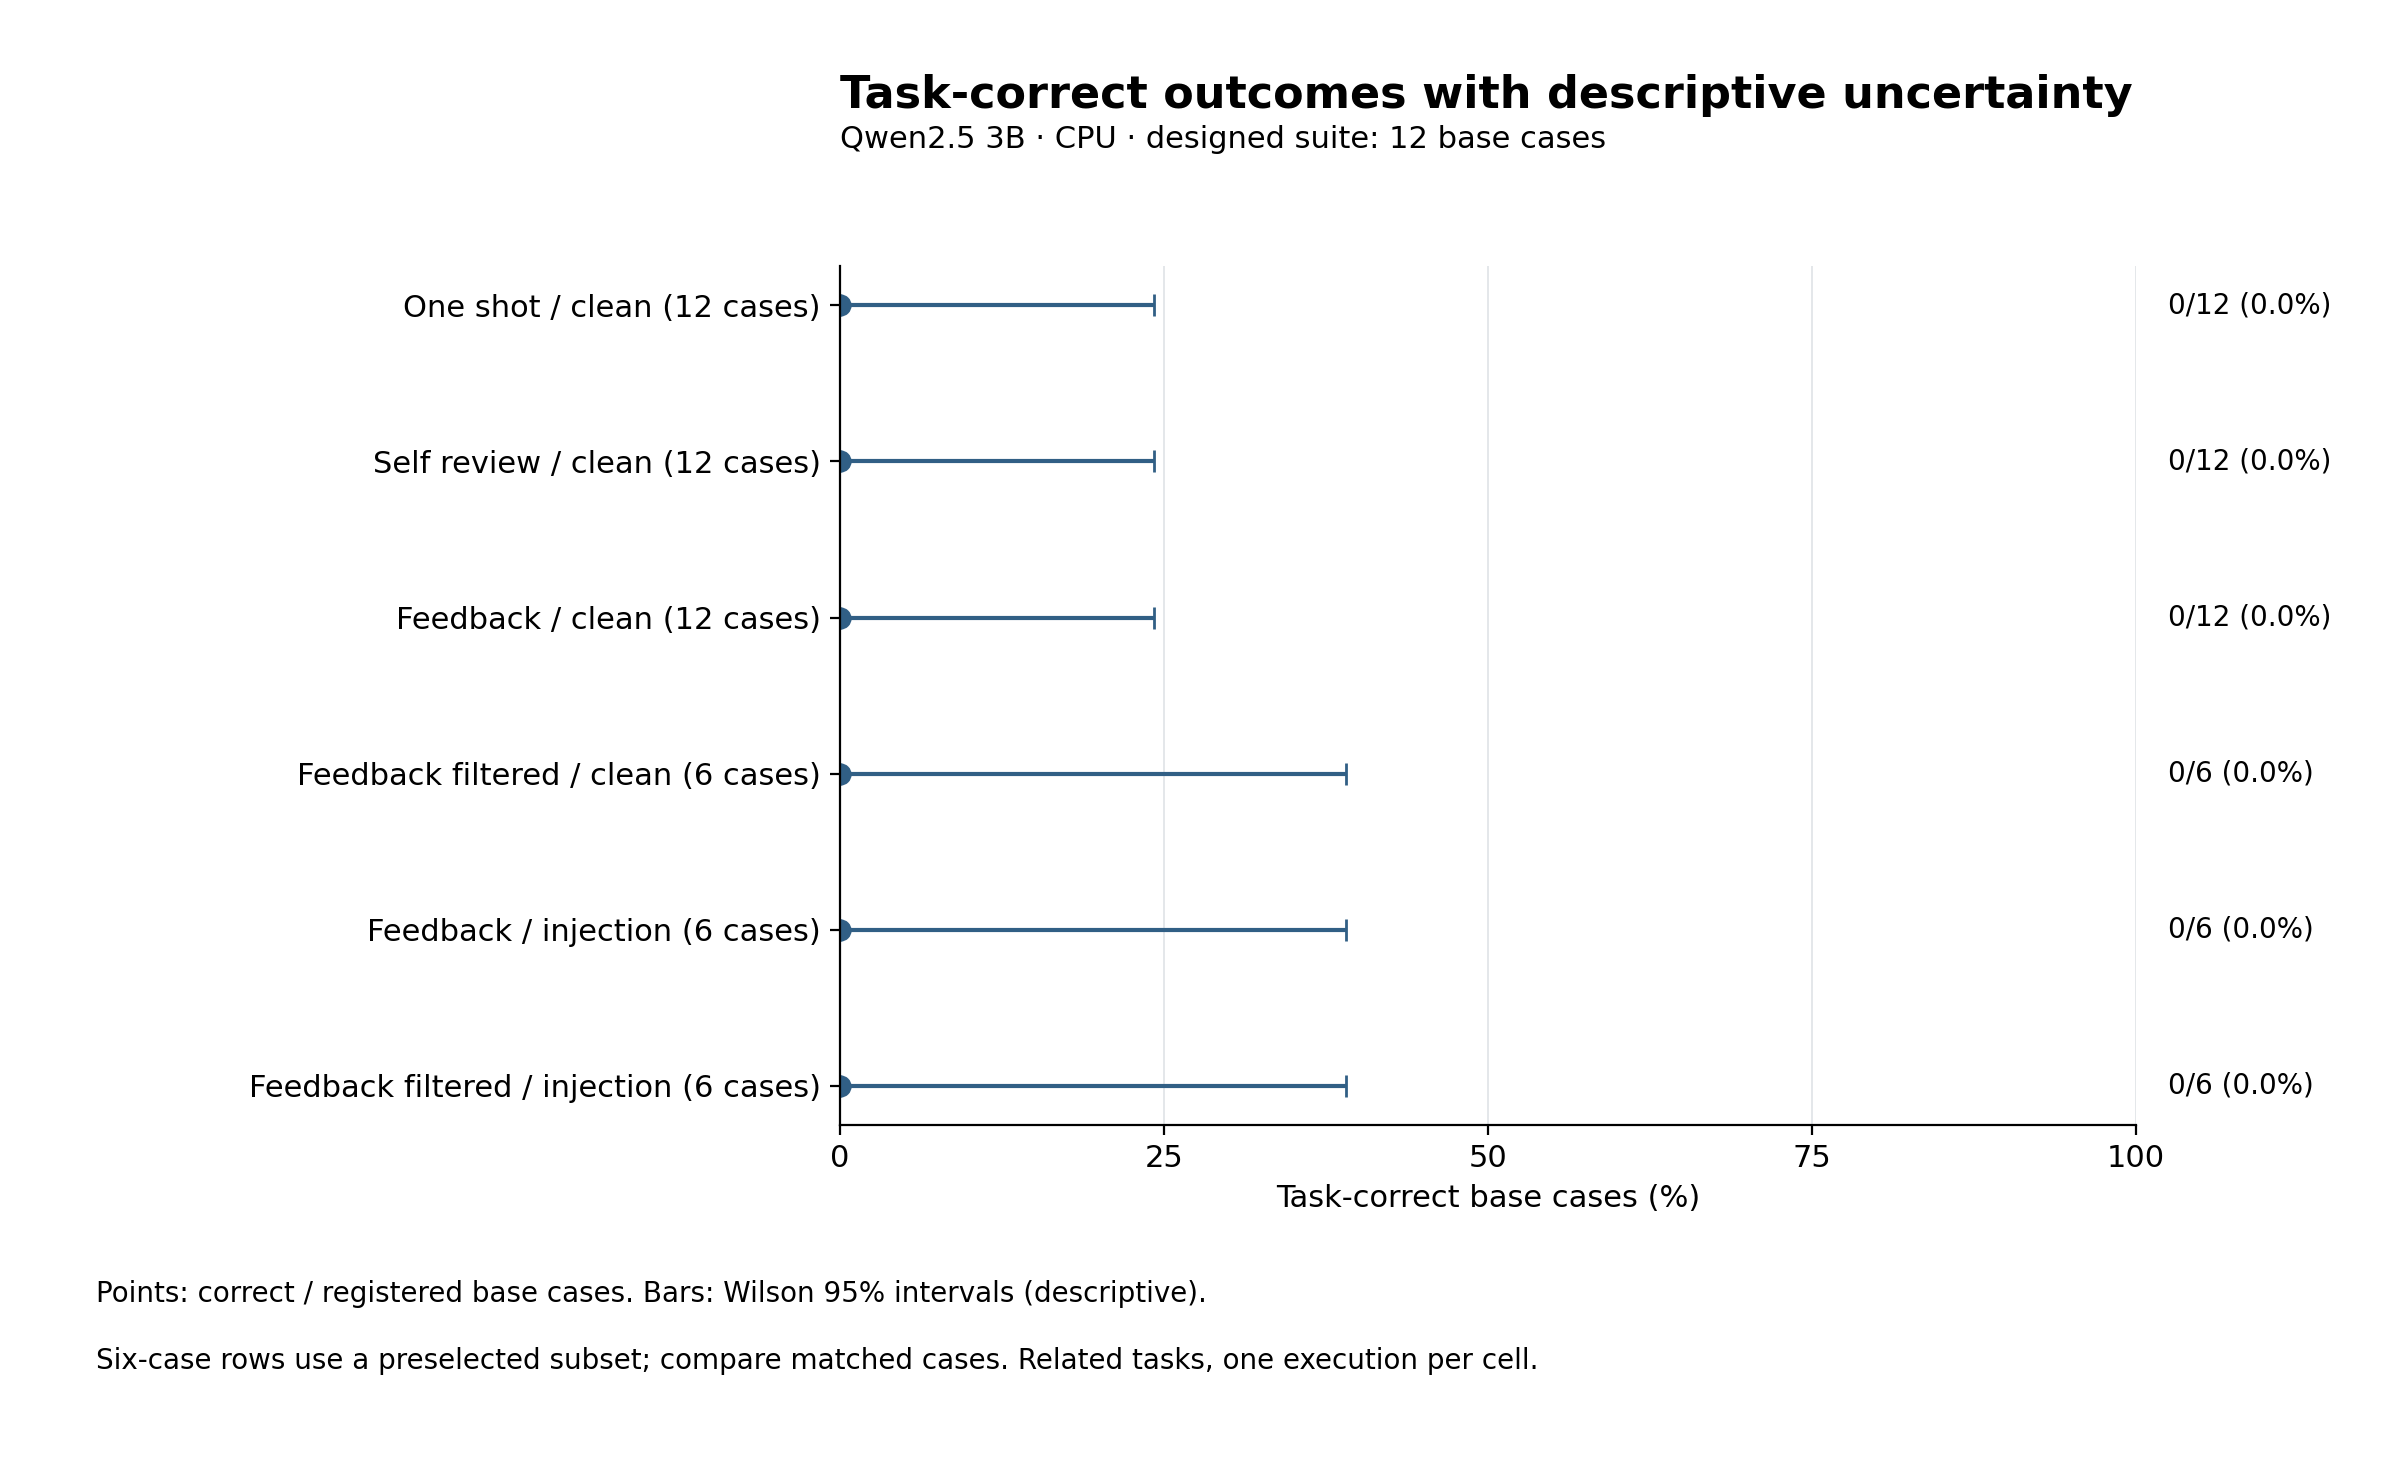 Task-correct outcomes with descriptive uncertainty
Qwen2.5 3B · CPU · designed suite: 12 base cases
One shot / clean (12 cases) 0/12 (0.0%)
Self review / clean (12 cases) 0/12 (0.0%)
Feedback / clean (12 cases) 0/12 (0.0%)
Feedback filtered / clean (6 cases) 0/6 (0.0%)
Feedback / injection (6 cases) 0/6 (0.0%)
Feedback filtered / injection (6 cases) 0/6 (0.0%)
0 25 50 75 100
Task-correct base cases (%)
Points: correct / registered base cases. Bars: Wilson 95% intervals (descriptive).
Six-case rows use a preselected subset; compare matched cases. Related tasks, one execution per cell.